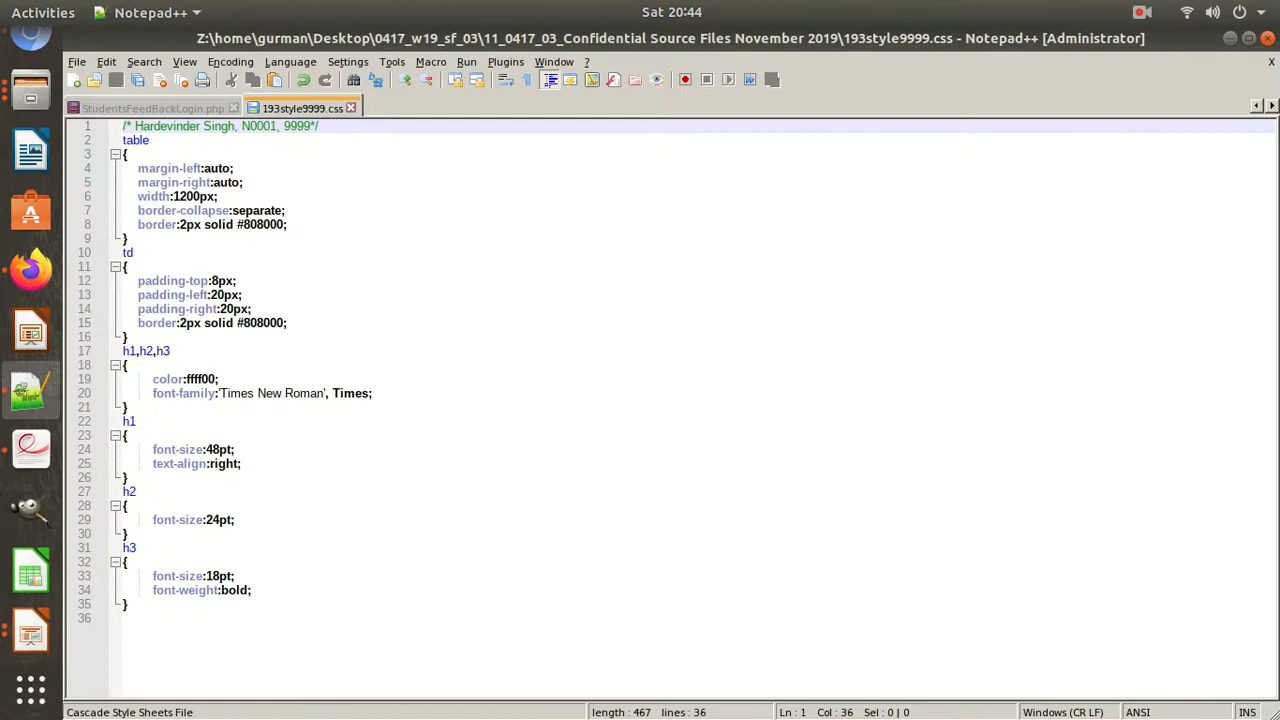 Activities Notepad++ Sat 20:44
Z:\home\gurman\Desktop\0417_w19_sf_03\11_0417_03_Confidential Source Files November 2019\193style9999.css - Notepad++ [Administrator]
File Edit Search View Encoding Language Settings Tools Macro Run Plugins Window ? X
StudentsFeedBackLogin.php 193style9999.css
1 /* Hardevinder Singh, N0001, 9999*/
2 table
3 {
4 margin-left:auto;
5 margin-right:auto;
6 width:1200px;
7 border-collapse:separate;
8 border:2px solid #808000;
9 }
10 td
11 {
12 padding-top:8px;
13 padding-left:20px;
14 padding-right:20px;
15 border:2px solid #808000;
16 }
17 h1,h2,h3
18 {
19 color:ffff00;
20 font-family:'Times New Roman', Times;
21 }
22 h1
23 {
24 font-size:48pt;
25 text-align:right;
26 }
27 h2
28 {
29 font-size:24pt;
30 }
31 h3
32 {
33 font-size:18pt;
34 font-weight:bold;
35 }
36
Cascade Style Sheets File length : 467 lines : 36 Ln : 1 Col : 36 Sel : 0 | 0 Windows (CR LF) ANSI INS